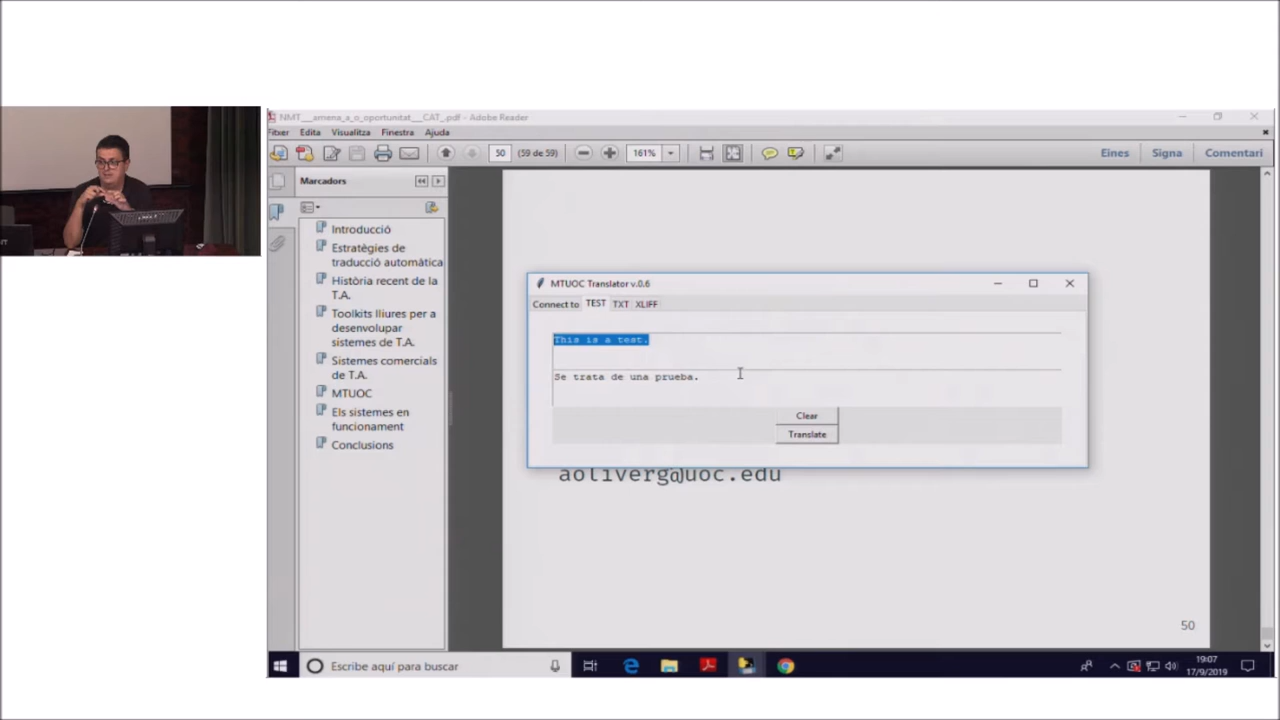 NMT__amena_a_o_oportunitat__CAT_.pdf - Adobe Reader
Fitxer Edita Visualitza Finestra Ajuda
50 (59 de 59) 161% Eines Signa Comentari
Marcadors
Introducció
Estratègies de
traducció automàtica
Història recent de la
T.A.
Toolkits lliures per a
desenvolupar
sistemes de T.A.
Sistemes comercials
de T.A.
MTUOC
Els sistemes en
funcionament
Conclusions
MTUOC Translator v.0.6
Connect to TEST TXT XLIFF
This is a test.
Se trata de una prueba.
Clear
Translate
aoliverg@uoc.edu
50
Escribe aquí para buscar
19:07
17/9/2019